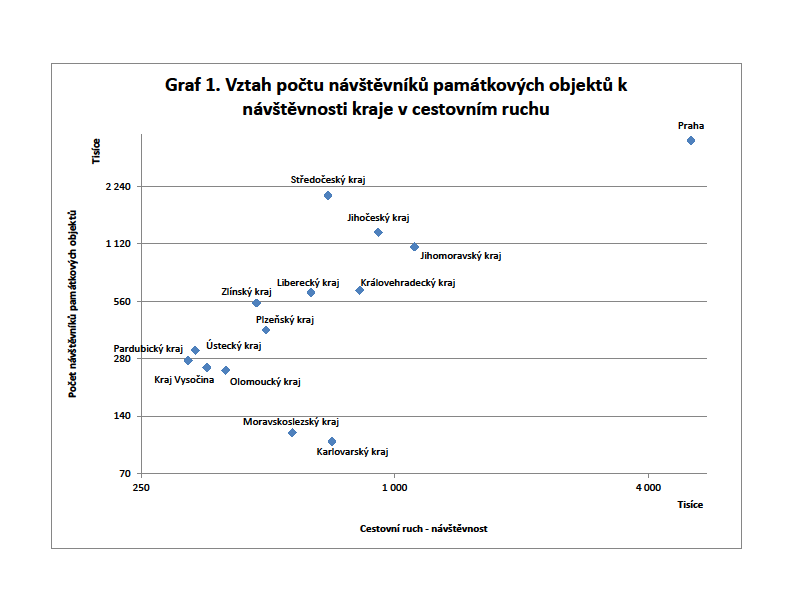 Graf 1. Vztah počtu návštěvníků památkových objektů k
návštěvnosti kraje v cestovním ruchu
Praha
Tisíce
Středočeský kraj
2 240
Jihočeský kraj
1 120
Jihomoravský kraj
Liberecký kraj
Královehradecký kraj
Zlínský kraj
560
Plzeňský kraj
Počet návštěvníků památkových objektů
Pardubický kraj
Ústecký kraj
280
Kraj Vysočina
Olomoucký kraj
140
Moravskoslezský kraj
Karlovarský kraj
70
250
1 000
4 000
Tisíce
Cestovní ruch - návštěvnost